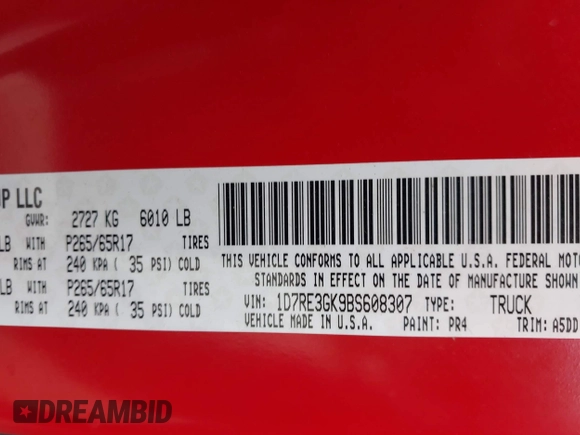 UP LLC
GVWR: 2727 KG 6010 LB
LB WITH P265/65R17 TIRES
RIMS AT 240 KPA ( 35 PSI) COLD
LB WITH P265/65R17 TIRES
RIMS AT 240 KPA ( 35 PSI) COLD
THIS VEHICLE CONFORMS TO ALL APPLICABLE U.S.A. FEDERAL MOTO
STANDARDS IN EFFECT ON THE DATE OF MANUFACTURE SHOWN
VIN: 1D7RE3GK9BS608307 TYPE: TRUCK
VEHICLE MADE IN U.S.A. PAINT: PR4 TRIM: A5DD
DREAMBID